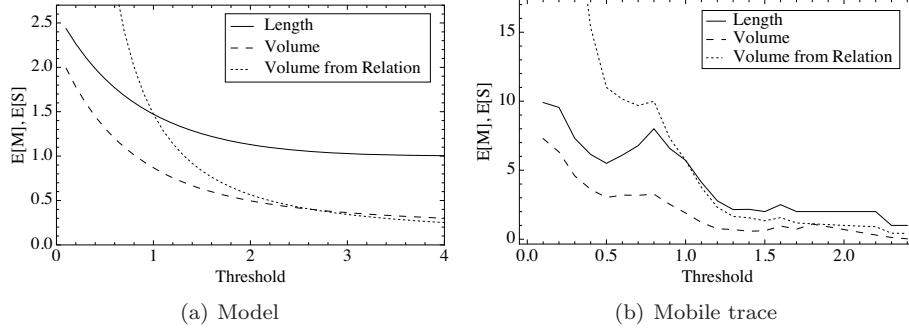 2.5
2.0
1.5
1.0
0.5
0.0
E[M], E[S]
Length
Volume
Volume from Relation
0 1 2 3 4
Threshold
(a) Model
15
10
5
0
E[M], E[S]
Length
Volume
Volume from Relation
0.0 0.5 1.0 1.5 2.0
Threshold
(b) Mobile trace